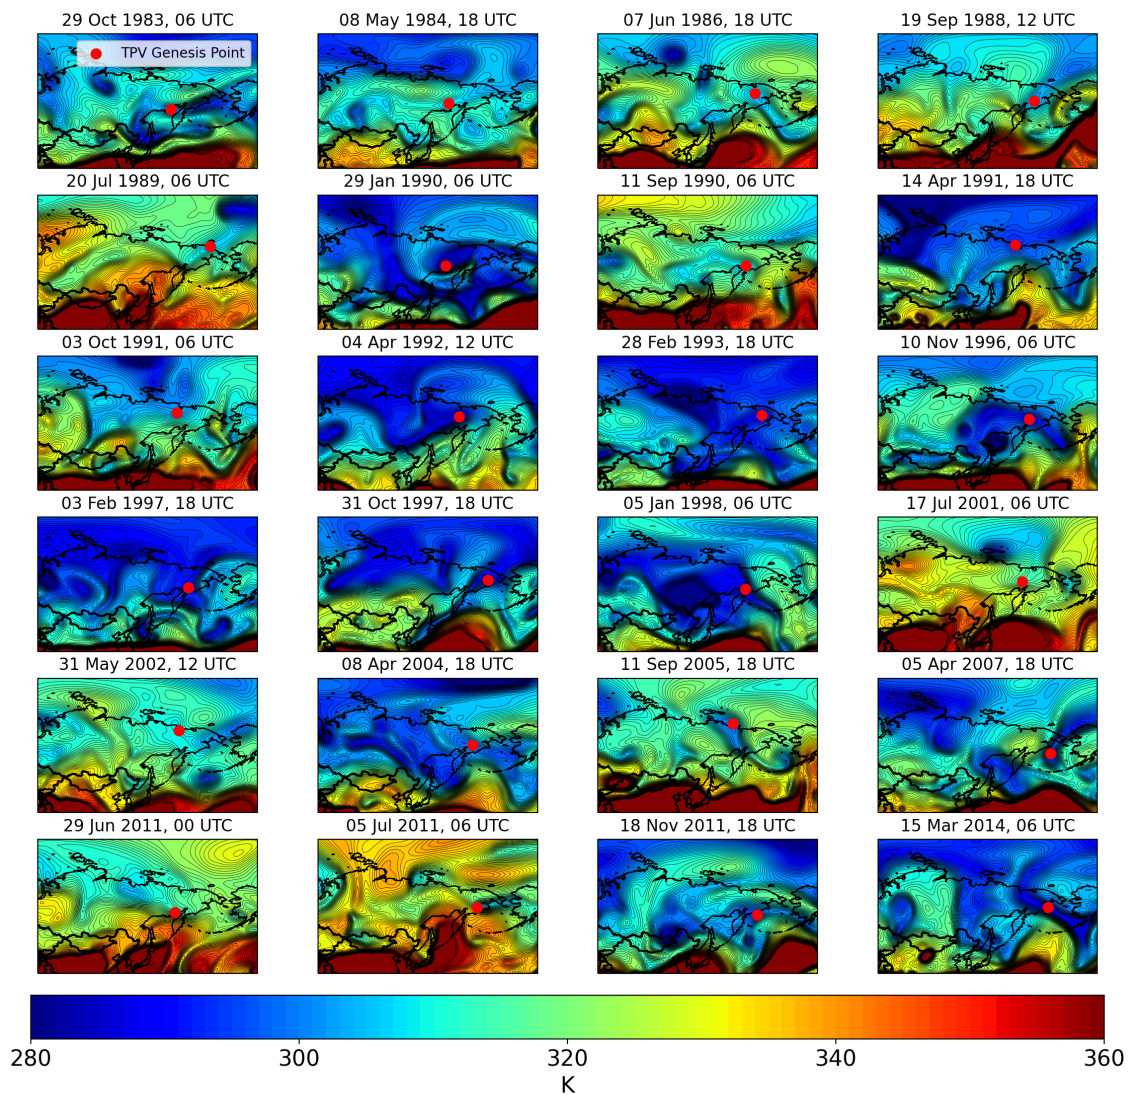 29 Oct 1983, 06 UTC
08 May 1984, 18 UTC
07 Jun 1986, 18 UTC
19 Sep 1988, 12 UTC
TPV Genesis Point
20 Jul 1989, 06 UTC
29 Jan 1990, 06 UTC
11 Sep 1990, 06 UTC
14 Apr 1991, 18 UTC
03 Oct 1991, 06 UTC
04 Apr 1992, 12 UTC
28 Feb 1993, 18 UTC
10 Nov 1996, 06 UTC
03 Feb 1997, 18 UTC
31 Oct 1997, 18 UTC
05 Jan 1998, 06 UTC
17 Jul 2001, 06 UTC
31 May 2002, 12 UTC
08 Apr 2004, 18 UTC
11 Sep 2005, 18 UTC
05 Apr 2007, 18 UTC
29 Jun 2011, 00 UTC
05 Jul 2011, 06 UTC
18 Nov 2011, 18 UTC
15 Mar 2014, 06 UTC
280 300 320 340 360
K